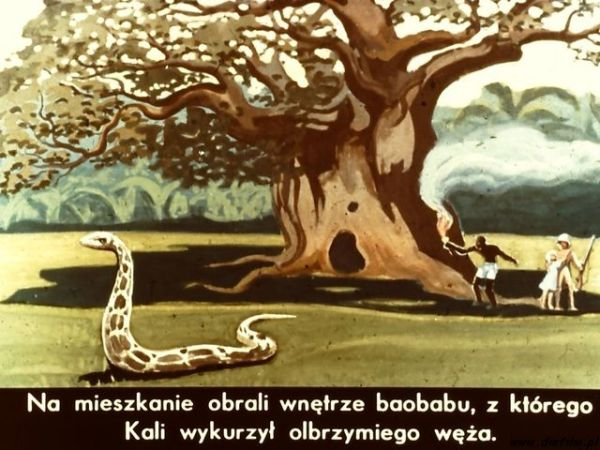 Na mieszkanie obrali wnętrze baobabu, z którego
Kali wykurzył olbrzymiego węża.